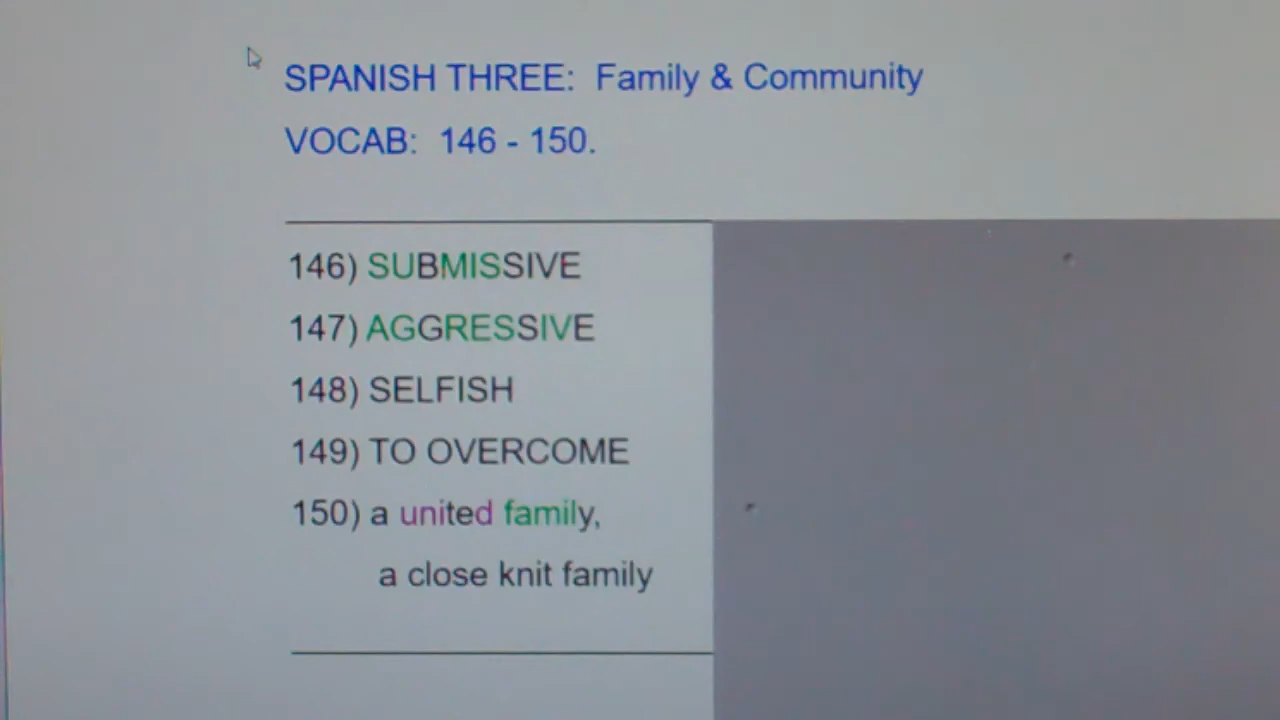 SPANISH THREE: Family & Community
VOCAB: 146 - 150.
146) SUBMISSIVE
147) AGGRESSIVE
148) SELFISH
149) TO OVERCOME
150) a united family,
a close knit family